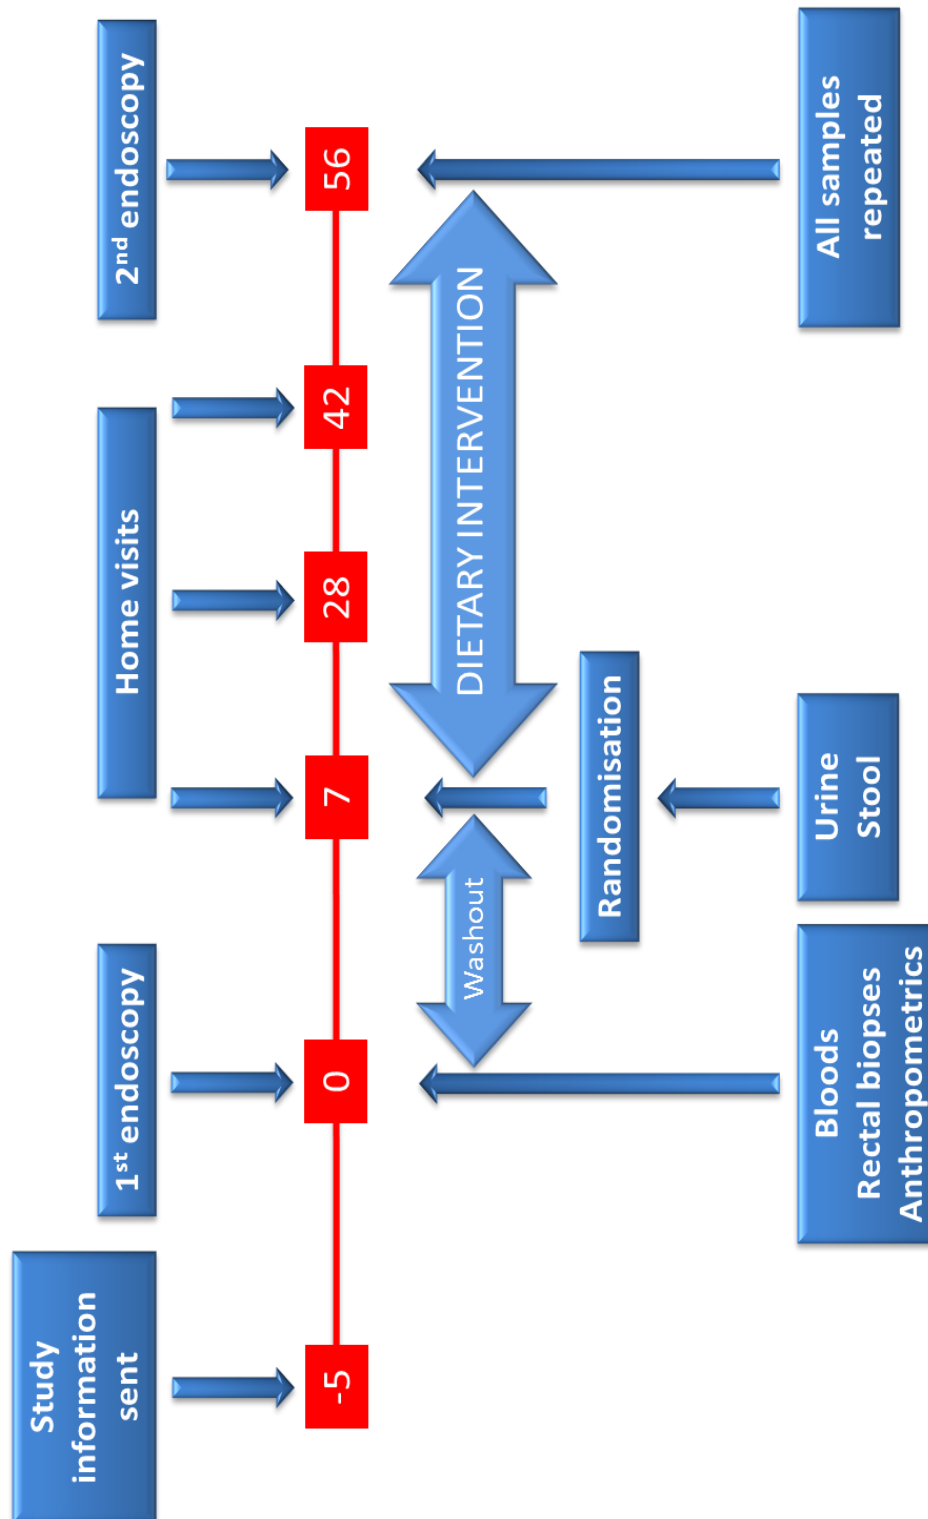 Study
information
sent
1st endoscopy
Home visits
2nd endoscopy
-5
0
7
28
42
56
Washout
DIETARY INTERVENTION
Randomisation
Bloods
Rectal biopses
Anthropometrics
Urine
Stool
All samples
repeated